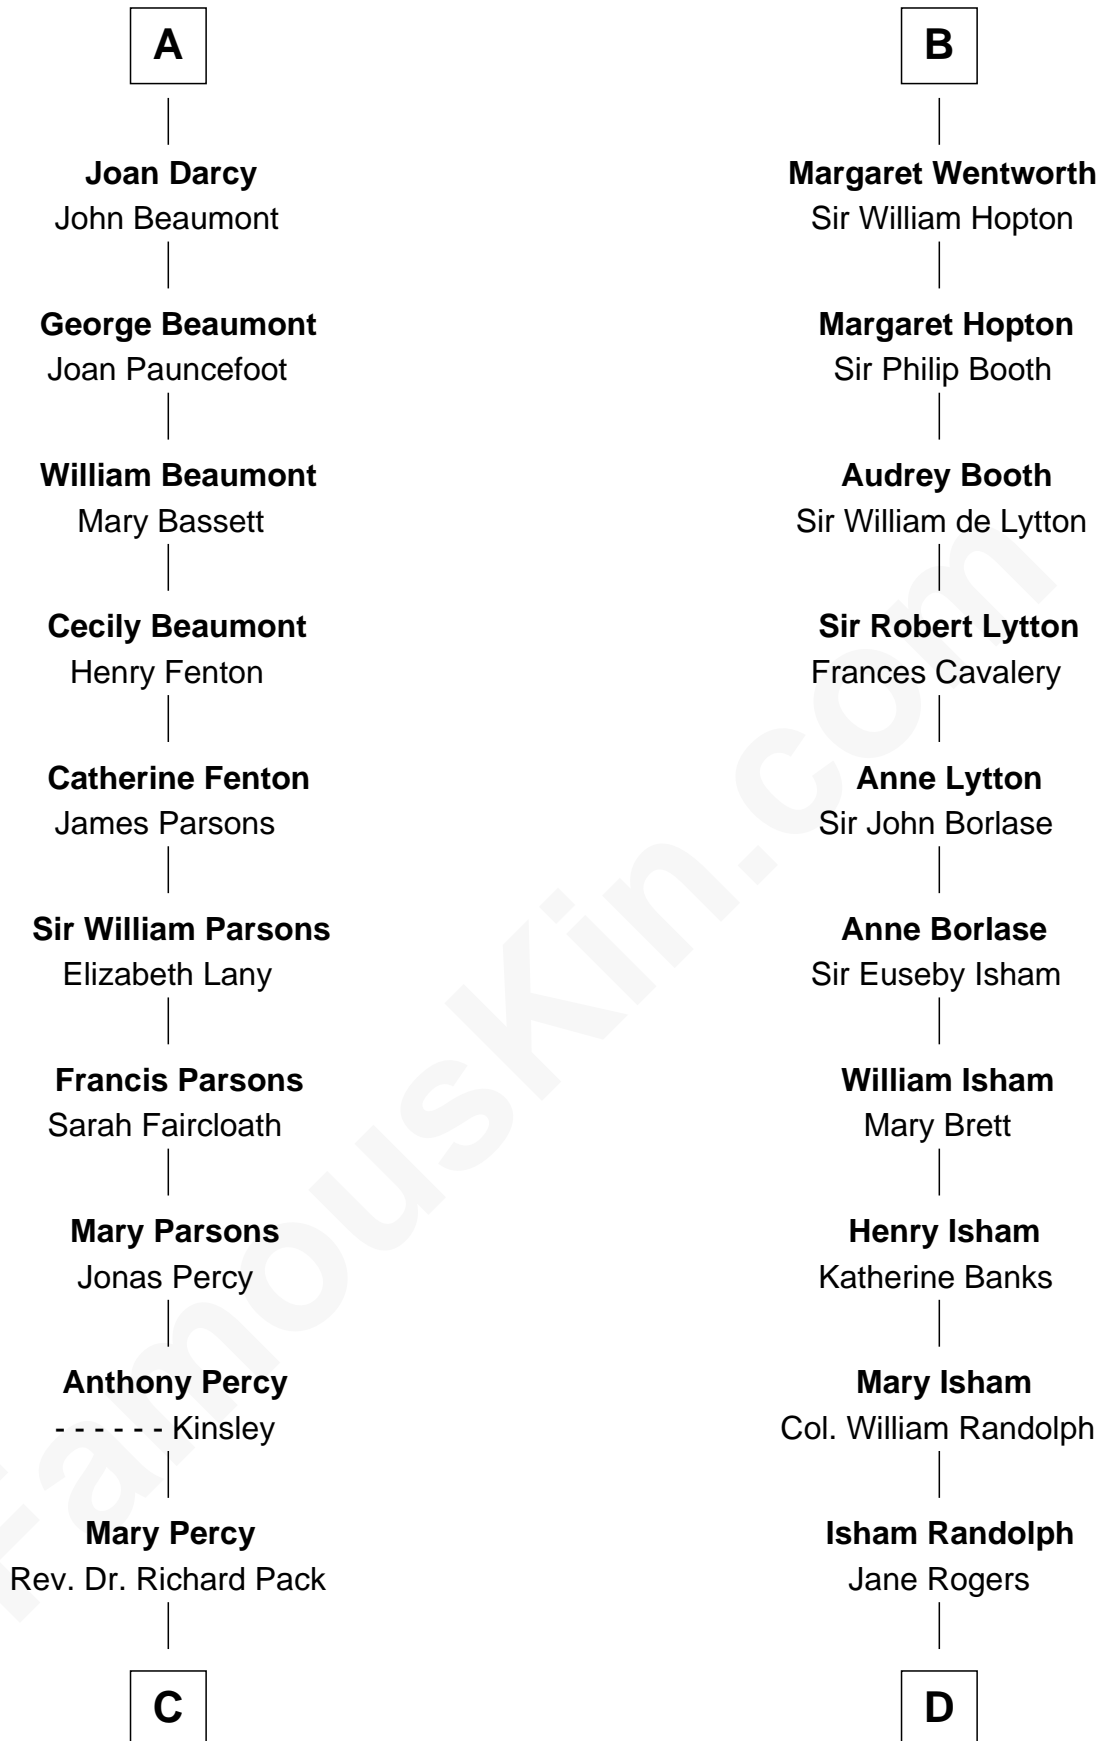 A
Joan Darcy
John Beaumont
George Beaumont
Joan Pauncefoot
William Beaumont
Mary Bassett
Cecily Beaumont
Henry Fenton
Catherine Fenton
James Parsons
Sir William Parsons
Elizabeth Lany
Francis Parsons
Sarah Faircloath
Mary Parsons
Jonas Percy
Anthony Percy
- - - - - - Kinsley
Mary Percy
Rev. Dr. Richard Pack
C
B
Margaret Wentworth
Sir William Hopton
Margaret Hopton
Sir Philip Booth
Audrey Booth
Sir William de Lytton
Sir Robert Lytton
Frances Cavalery
Anne Lytton
Sir John Borlase
Anne Borlase
Sir Euseby Isham
William Isham
Mary Brett
Henry Isham
Katherine Banks
Mary Isham
Col. William Randolph
Isham Randolph
Jane Rogers
D
FamousKin.com